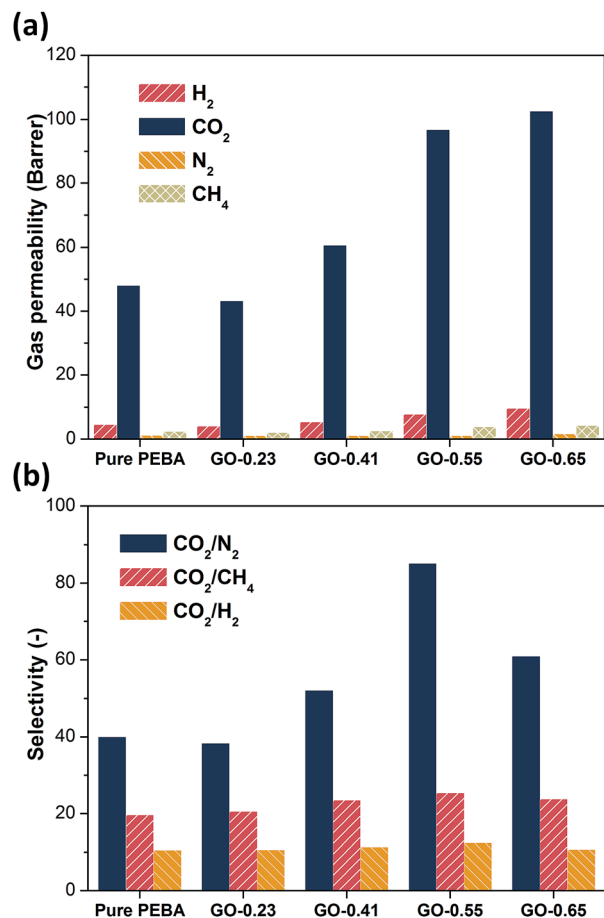 (a)
120
100
80
60
40
20
0
Gas permeability (Barrer)
H₂
CO₂
N₂
CH₄
Pure PEBA GO-0.23 GO-0.41 GO-0.55 GO-0.65
(b)
100
80
60
40
20
0
Selectivity (-)
CO₂/N₂
CO₂/CH₄
CO₂/H₂
Pure PEBA GO-0.23 GO-0.41 GO-0.55 GO-0.65